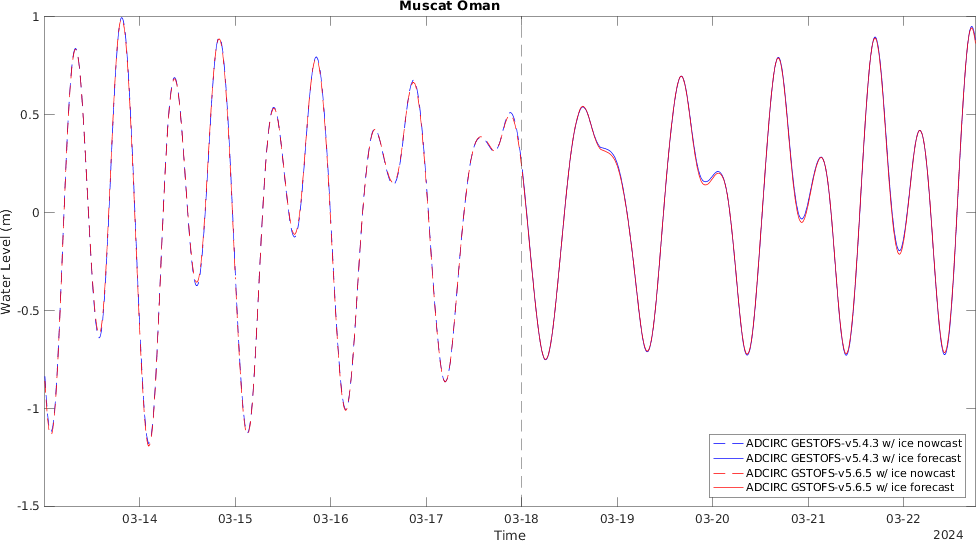 Muscat Oman
1
0.5
0
-0.5
-1
-1.5
Water Level (m)
03-14 03-15 03-16 03-17 03-18 03-19 03-20 03-21 03-22
Time
2024
ADCIRC GESTOFS-v5.4.3 w/ ice nowcast
ADCIRC GESTOFS-v5.4.3 w/ ice forecast
ADCIRC GSTOFS-v5.6.5 w/ ice nowcast
ADCIRC GSTOFS-v5.6.5 w/ ice forecast